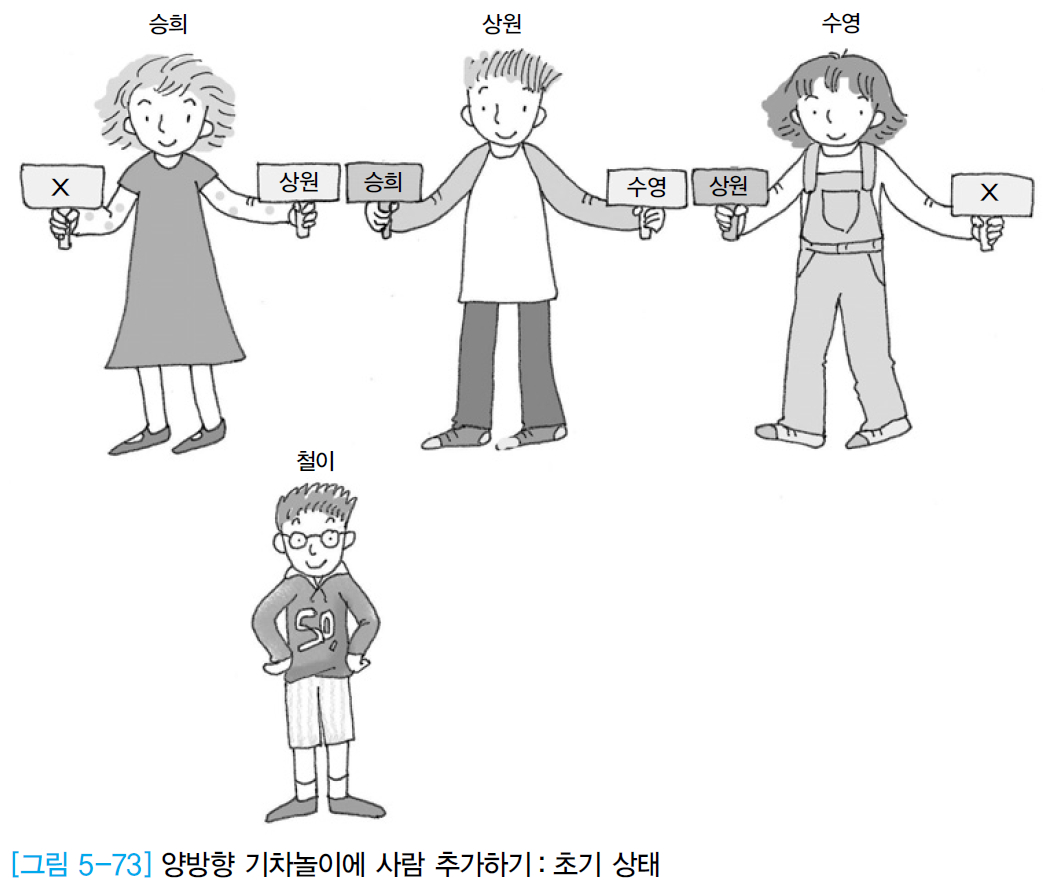 승희 상원 수영
X 상원 승희 수영 상원 X
철이
50
[그림 5-73] 양방향 기차놀이에 사람 추가하기 : 초기 상태